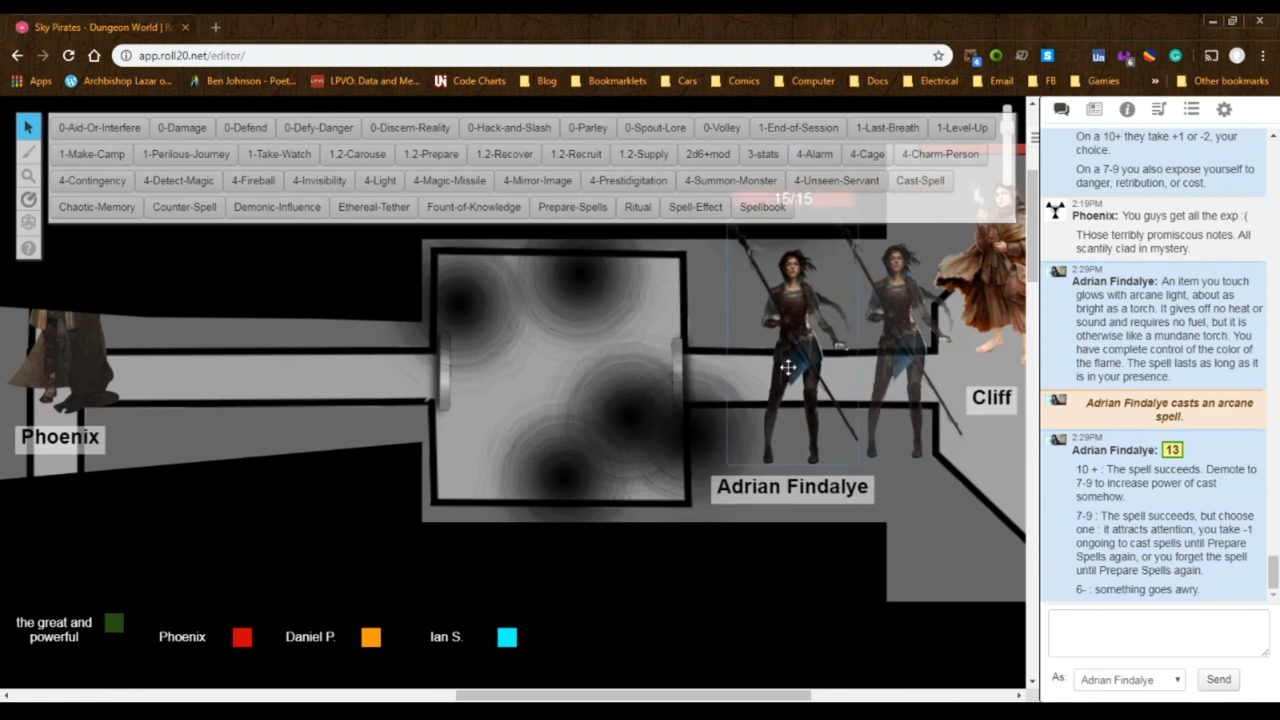 Sky Pirates - Dungeon World | R
app.roll20.net/editor/
Apps Archbishop Lazar o... Ben Johnson - Poet... LPVO: Data and Me... Code Charts Blog Bookmarklets Cars Comics Computer Docs Electrical Email FB Gamies » Other bookmarks
0-Aid-Or-Interfere 0-Damage 0-Defend 0-Defy-Danger 0-Discern-Reality 0-Hack-and-Slash 0-Parley 0-Spout-Lore 0-Volley 1-End-of-Session 1-Last-Breath 1-Level-Up
1-Make-Camp 1-Perilous-Journey 1-Take-Watch 1.2-Carouse 1.2-Prepare 1.2-Recover 1.2-Recruit 1.2-Supply 2d6+mod 3-stats 4-Alarm 4-Cage 4-Charm-Person
4-Contingency 4-Detect-Magic 4-Fireball 4-Invisibility 4-Light 4-Magic-Missile 4-Mirror-Image 4-Prestidigitation 4-Summon-Monster 4-Unseen-Servant Cast-Spell
Chaotic-Memory Counter-Spell Demonic-Influence Ethereal-Tether Fount-of-Knowledge Prepare-Spells Ritual Spell-Effect Spellbook
15/15
Phoenix
Adrian Findalye
Cliff
the great and
powerful
Phoenix
Daniel P.
Ian S.
On a 10+ they take +1 or -2, your
choice.
On a 7-9 you also expose yourself to
danger, retribution, or cost.
2:19PM
Phoenix: You guys get all the exp :(
THose terribly promiscous notes. All
scantily clad in mystery.
2:29PM
Adrian Findalye: An item you touch
glows with arcane light, about as
bright as a torch. It gives off no heat or
sound and requires no fuel, but it is
otherwise like a mundane torch. You
have complete control of the color of
the flame. The spell lasts as long as it
is in your presence.
Adrian Findalye casts an arcane
spell.
2:29PM
Adrian Findalye: 13
10 + : The spell succeeds. Demote to
7-9 to increase power of cast
somehow.
7-9 : The spell succeeds, but choose
one : it attracts attention, you take -1
ongoing to cast spells until Prepare
Spells again, or you forget the spell
until Prepare Spells again.
6- : something goes awry.
As: Adrian Findalye Send